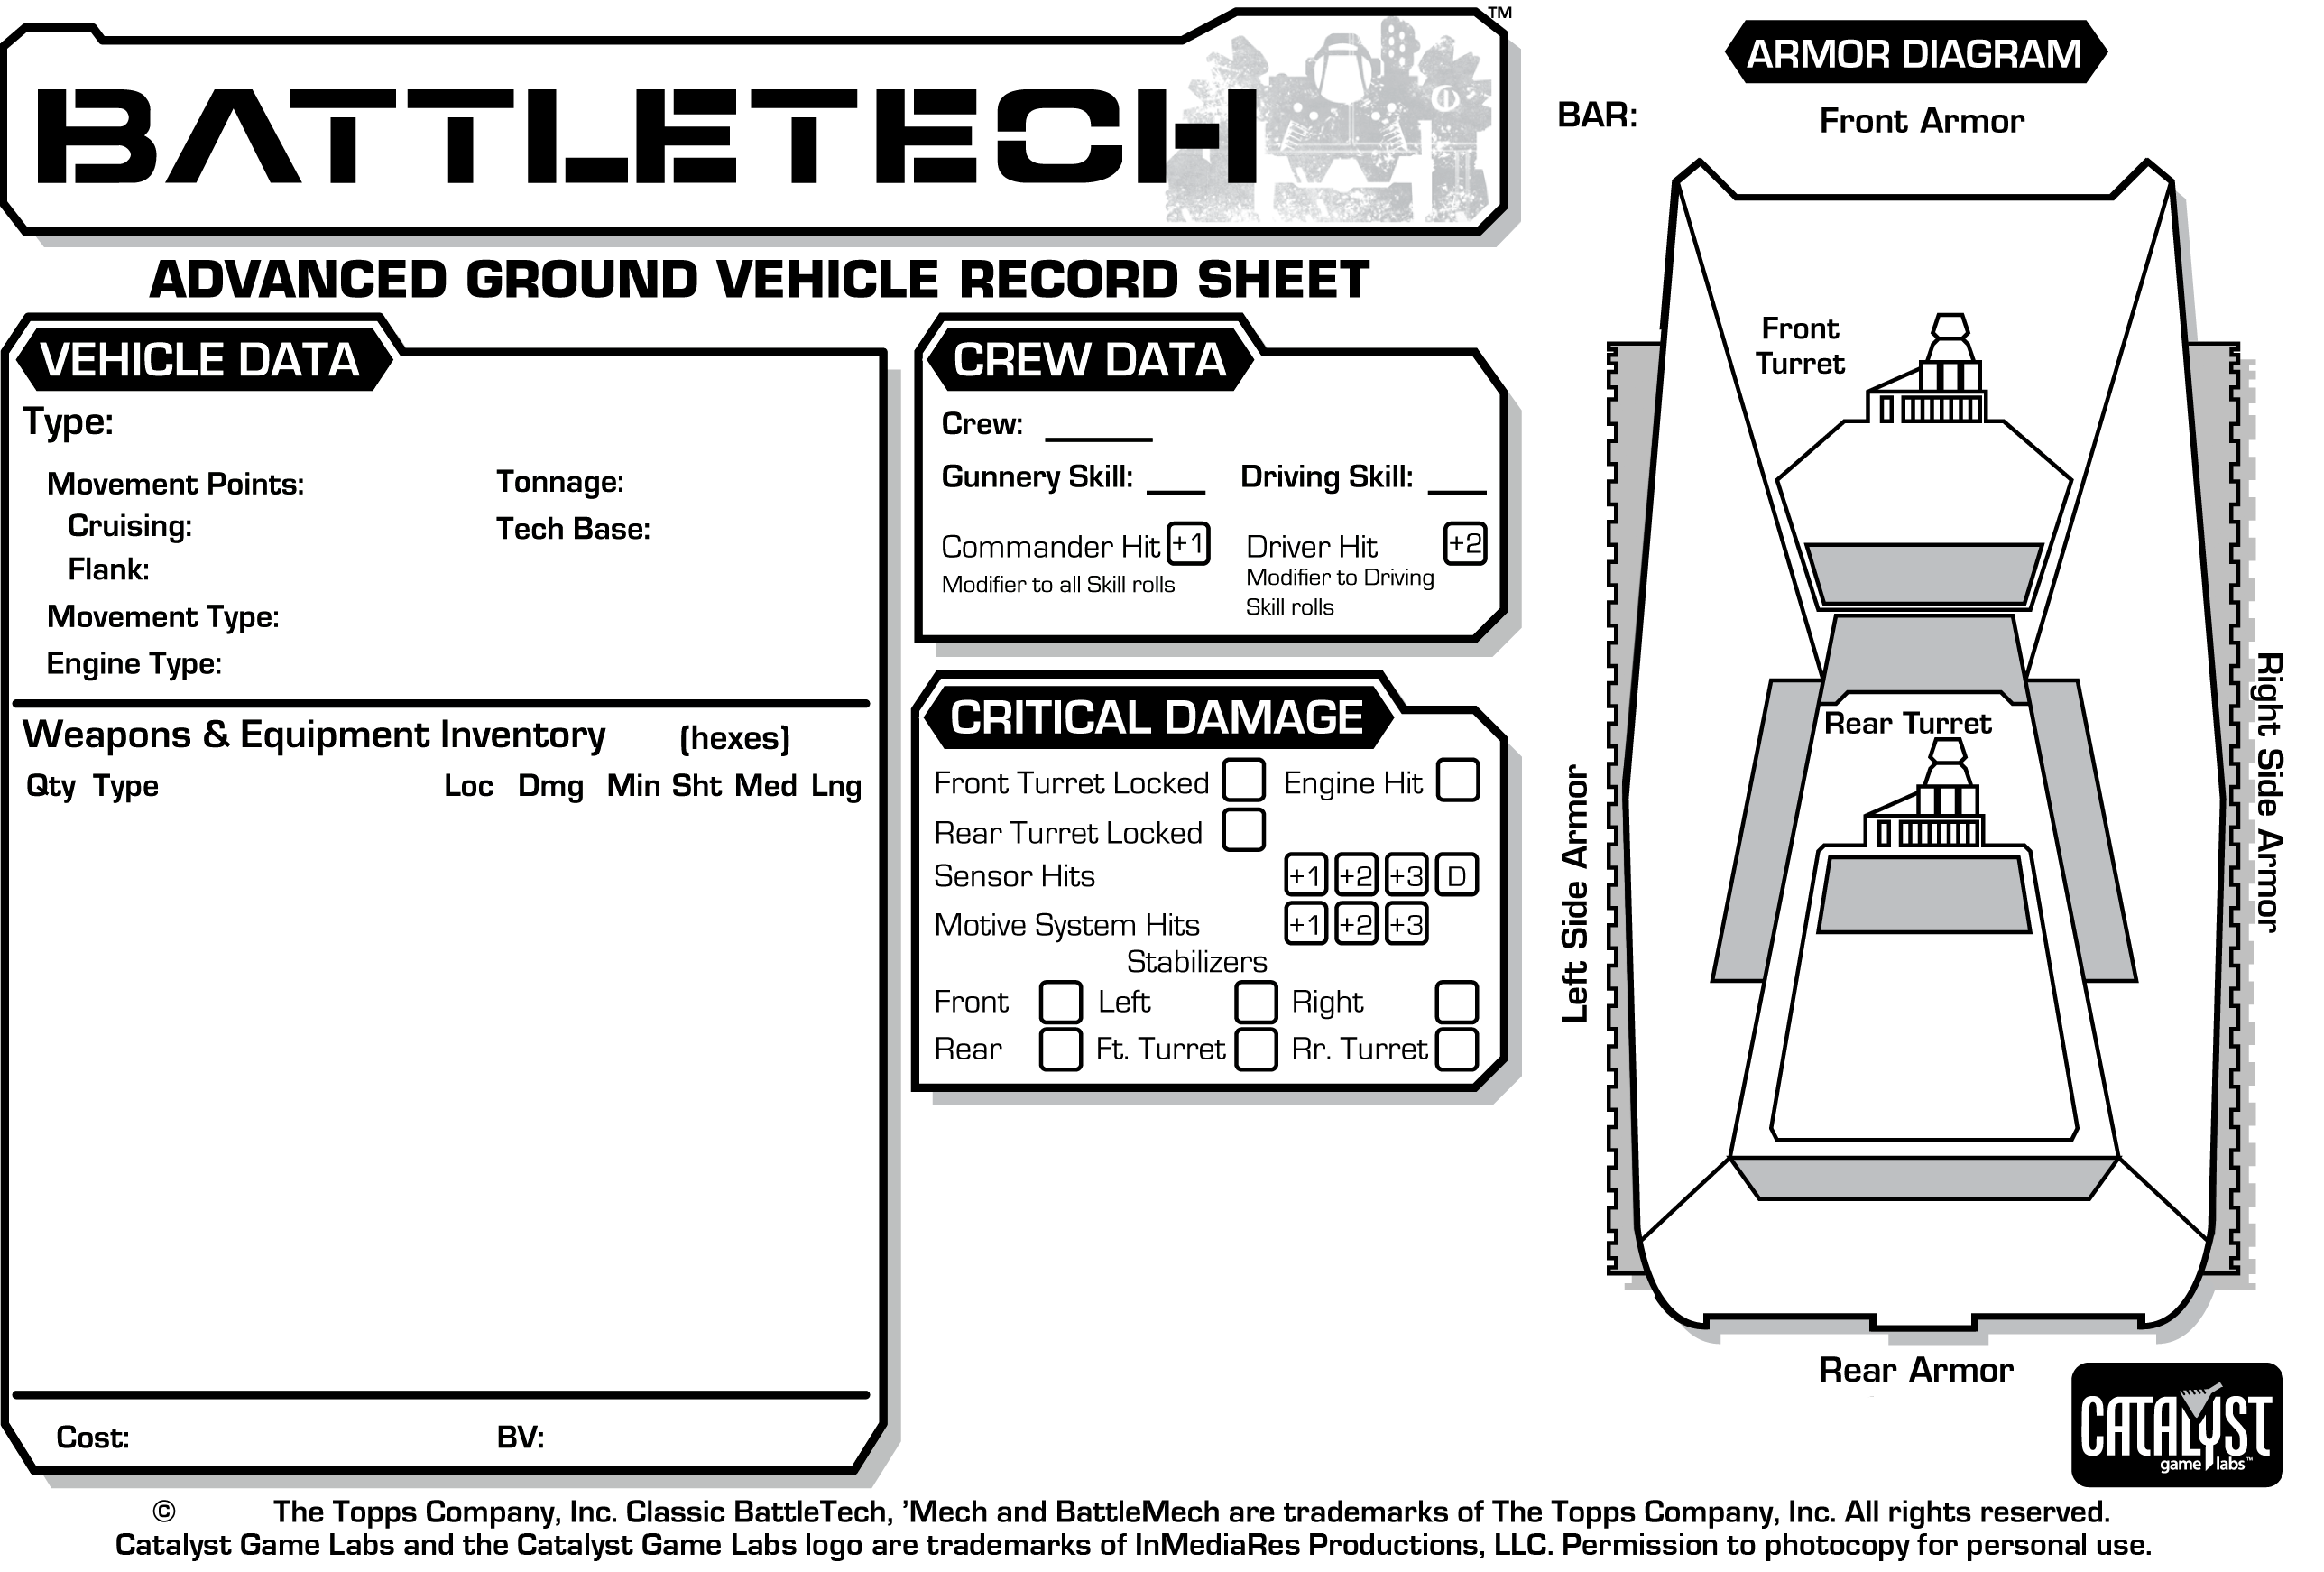 BATTLETECH
™
ADVANCED GROUND VEHICLE RECORD SHEET
VEHICLE DATA
Type:
Movement Points:
Tonnage:
Cruising:
Tech Base:
Flank:
Movement Type:
Engine Type:
Weapons & Equipment Inventory (hexes)
Qty Type Loc Dmg Min Sht Med Lng
Cost:
BV:
CREW DATA
Crew:
Gunnery Skill: Driving Skill:
Commander Hit +1 Driver Hit +2
Modifier to all Skill rolls
Modifier to Driving
Skill rolls
CRITICAL DAMAGE
Front Turret Locked Engine Hit
Rear Turret Locked
Sensor Hits +1 +2 +3 D
Motive System Hits +1 +2 +3
Stabilizers
Front Left Right
Rear Ft. Turret Rr. Turret
ARMOR DIAGRAM
BAR:
Front Armor
Front
Turret
Rear Turret
Left Side Armor
Right Side Armor
Rear Armor
CATALYST
game labs™
© The Topps Company, Inc. Classic BattleTech, ’Mech and BattleMech are trademarks of The Topps Company, Inc. All rights reserved.
Catalyst Game Labs and the Catalyst Game Labs logo are trademarks of InMediaRes Productions, LLC. Permission to photocopy for personal use.